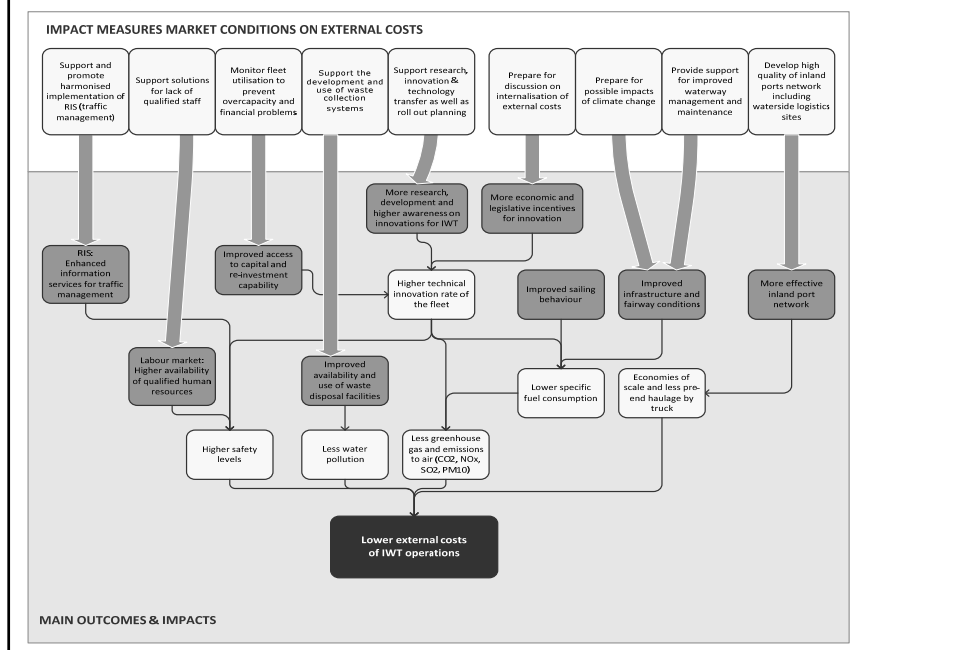 IMPACT MEASURES MARKET CONDITIONS ON EXTERNAL COSTS
Support and
promote
harmonised
implementation of
RIS (traffic
management)
Support solutions
for lack of
qualified staff
Monitor fleet
utilisation to
prevent
overcapacity and
financial problems
Support the
development and
use of waste
collection
systems
Support research,
innovation &
technology
transfer as well as
roll out planning
Prepare for
discussion on
internalisation of
external costs
Prepare for
possible impacts
of climate change
Provide support
for improved
waterway
management and
maintenance
Develop high
quality of inland
ports network
including
waterside logistics
sites
More research,
development and
higher awareness on
innovations for IWT
More economic and
legislative incentives
for innovation
RIS:
Enhanced
information
services for traffic
management
Improved access
to capital and
re-investment
capability
Higher technical
innovation rate of
the fleet
Improved sailing
behaviour
Improved
infrastructure and
fairway conditions
More effective
inland port
network
Labour market:
Higher availability
of qualified human
resources
Improved
availability and
use of waste
disposal facilities
Lower specific
fuel consumption
Economies of
scale and less pre-
end haulage by
truck
Higher safety
levels
Less water
pollution
Less greenhouse
gas and emissions
to air (CO2, NOx,
SO2, PM10)
Lower external costs
of IWT operations
MAIN OUTCOMES & IMPACTS